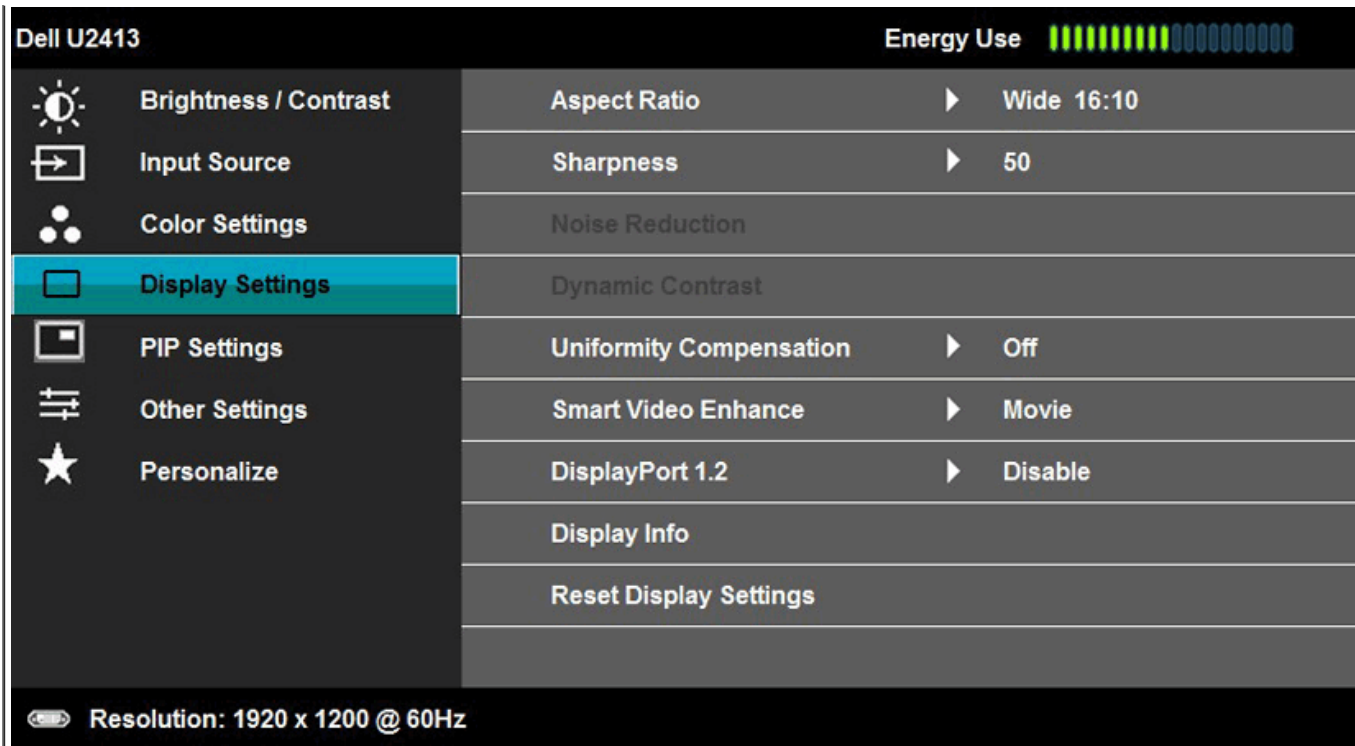 Dell U2413 Energy Use
Brightness / Contrast
Input Source
Color Settings
Display Settings
PIP Settings
Other Settings
Personalize
Aspect Ratio Wide 16:10
Sharpness 50
Noise Reduction
Dynamic Contrast
Uniformity Compensation Off
Smart Video Enhance Movie
DisplayPort 1.2 Disable
Display Info
Reset Display Settings
Resolution: 1920 x 1200 @ 60Hz